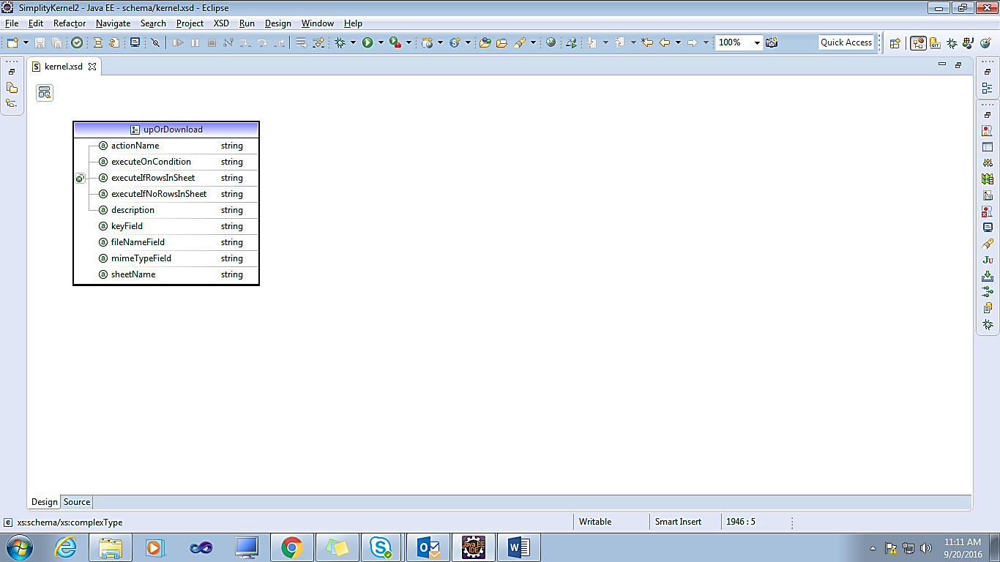 SimplityKernel2 - Java EE - schema/kernel.xsd - Eclipse
File Edit Refactor Navigate Search Project XSD Run Design Window Help
100% Quick Access
kernel.xsd
upOrDownload
actionName string
executeOnCondition string
executeIfRowsInSheet string
executeIfNoRowsInSheet string
description string
keyField string
fileNameField string
mimeTypeField string
sheetName string
Design Source
xs:schema/xs:complexType Writable Smart Insert 1946 : 5
11:11 AM
9/20/2016